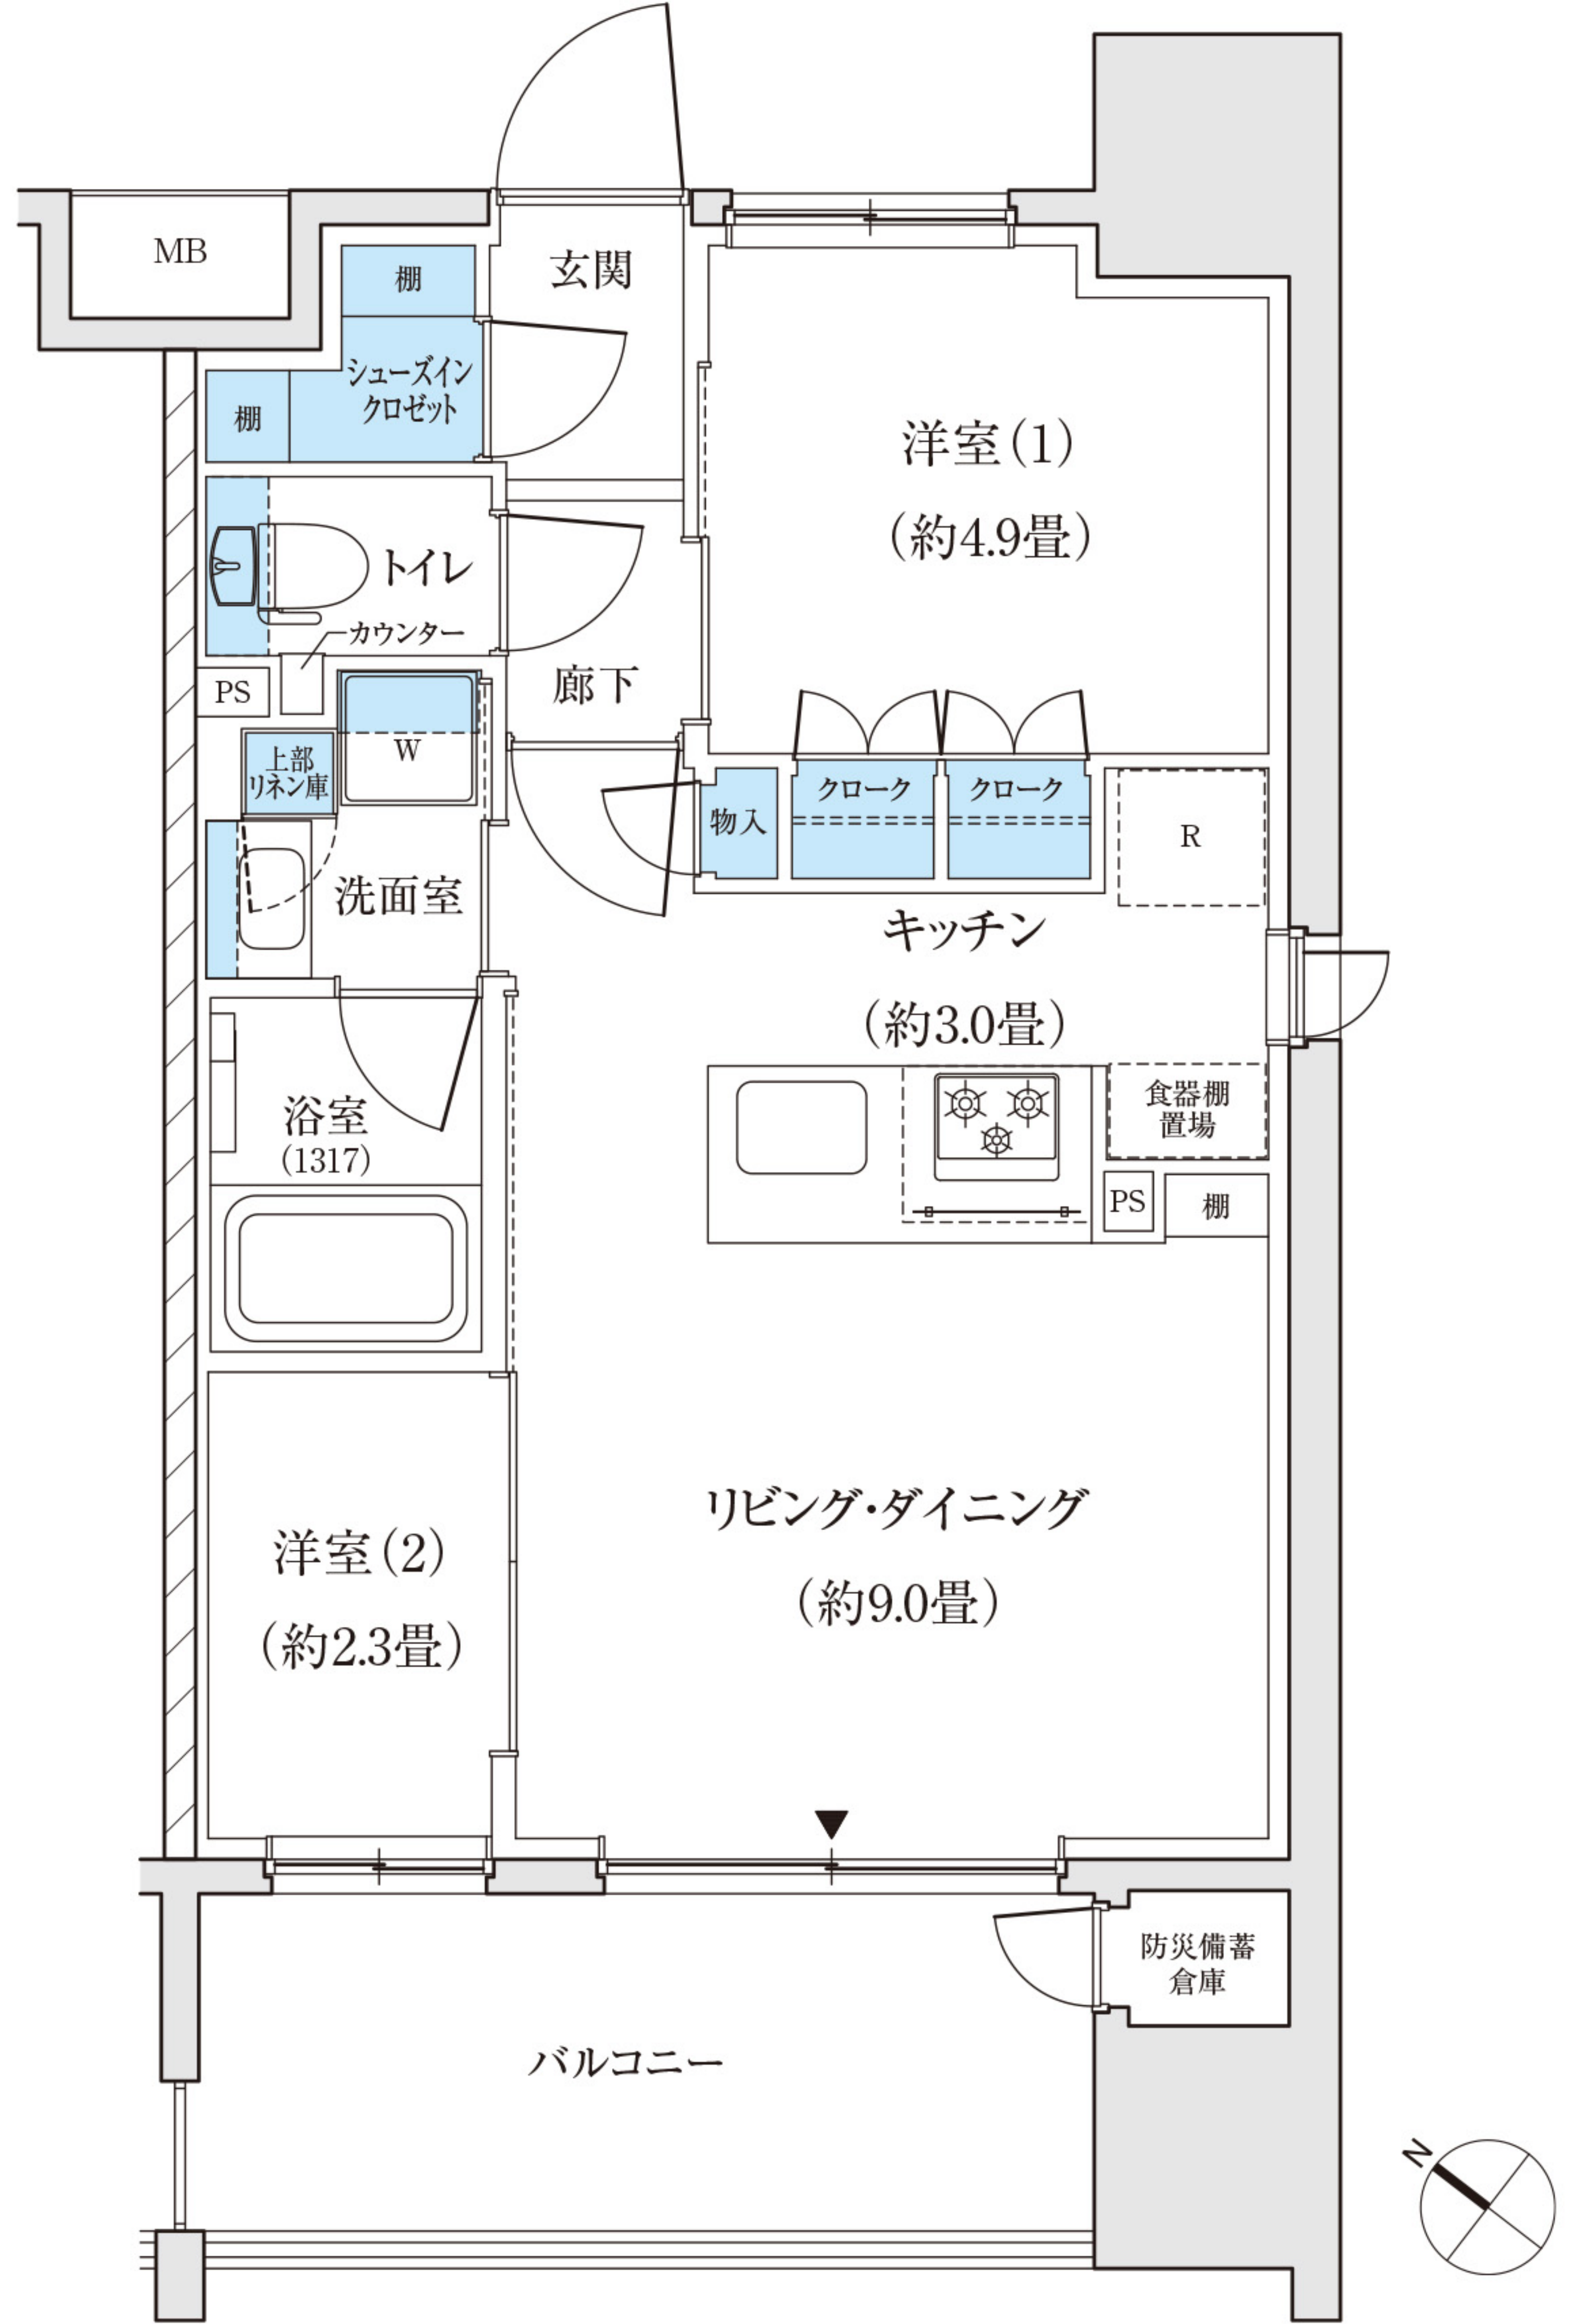 MB
棚
玄関
シューズイン
クロゼット
棚
洋室(1)
(約4.9畳)
トイレ
カウンター
PS
廊下
W
上部
リネン庫
クローク
クローク
物入
R
洗面室
キッチン
(約3.0畳)
食器棚
置場
浴室
(1317)
PS
棚
リビング・ダイニング
(約9.0畳)
洋室(2)
(約2.3畳)
防災備蓄
倉庫
バルコニー
N